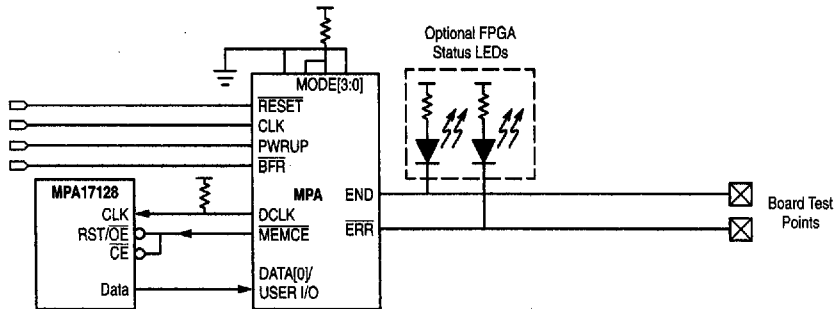 Optional FPGA
Status LEDs
MODE[3:0]
RESET
CLK
PWRUP
BFR
MPA17128
MPA
END
CLK
DCLK
RST/OE
MEMCE
ERR
CE
DATA[0]/
USER I/O
Data
Board Test
Points